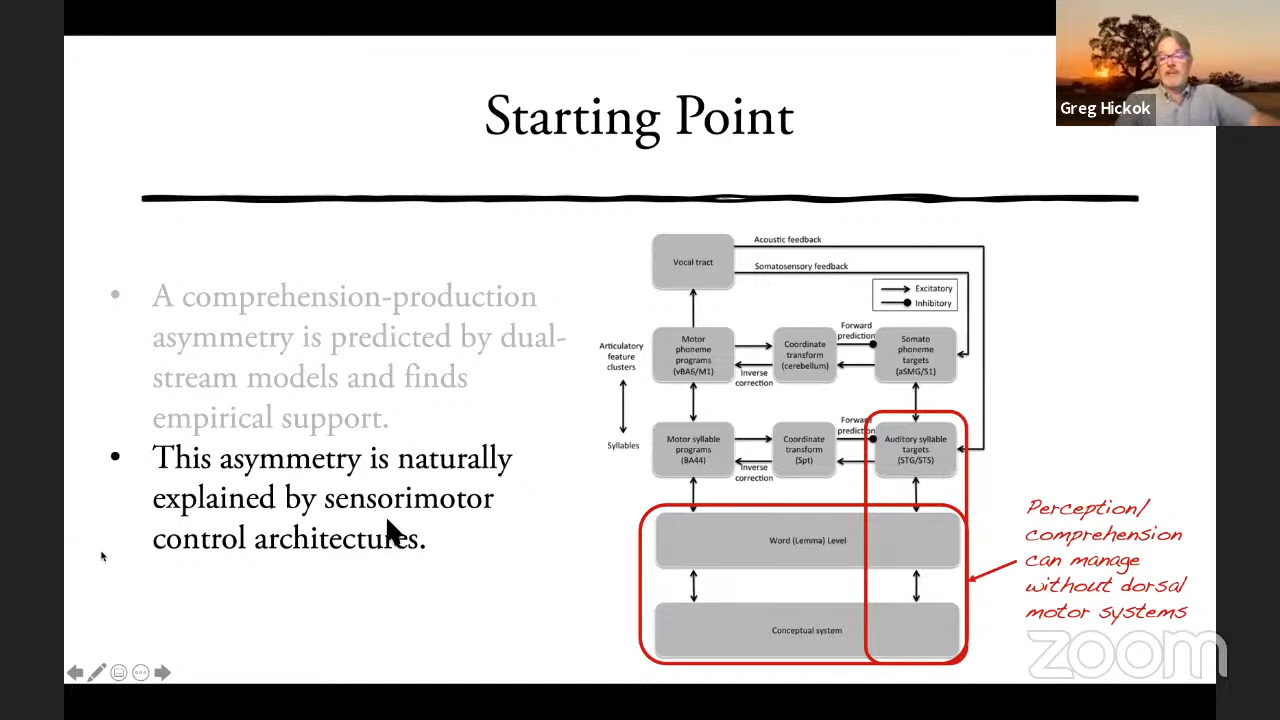 Greg Hickok
Starting Point
• A comprehension-production
asymmetry is predicted by dual-
stream models and finds
empirical support.
• This asymmetry is naturally
explained by sensorimotor
control architectures.
Vocal tract
Acoustic feedback
Somatosensory feedback
Excitatory
Inhibitory
Articulatory
feature
clusters
Syllables
Motor
phoneme
programs
(vBA6/M1)
Coordinate
transform
(cerebellum)
Forward
prediction
Inverse
correction
Somato
phoneme
targets
(aSMG/S1)
Motor syllable
programs
(BA44)
Coordinate
transform
(Spt)
Forward
prediction
Inverse
correction
Auditory syllable
targets
(STG/STS)
Word (Lemma) Level
Conceptual system
Perception/
comprehension
can manage
without dorsal
motor systems
zoom